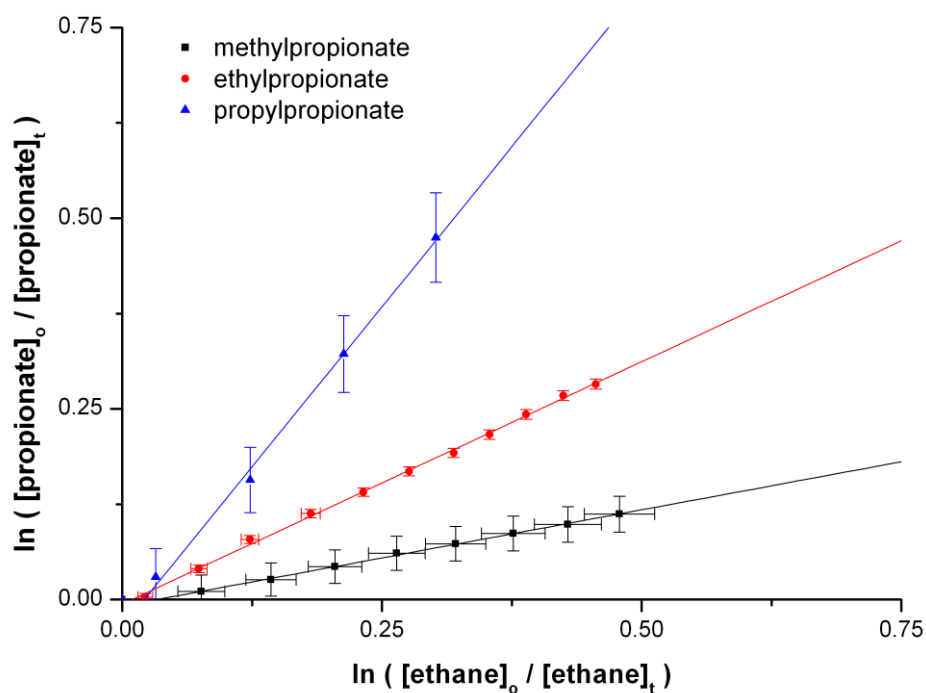 0.75
methylpropionate
ethylpropionate
propylpropionate
0.50
0.25
0.00
ln ( [propionate]o / [propionate]t )
0.00 0.25 0.50 0.75
ln ( [ethane]o / [ethane]t )